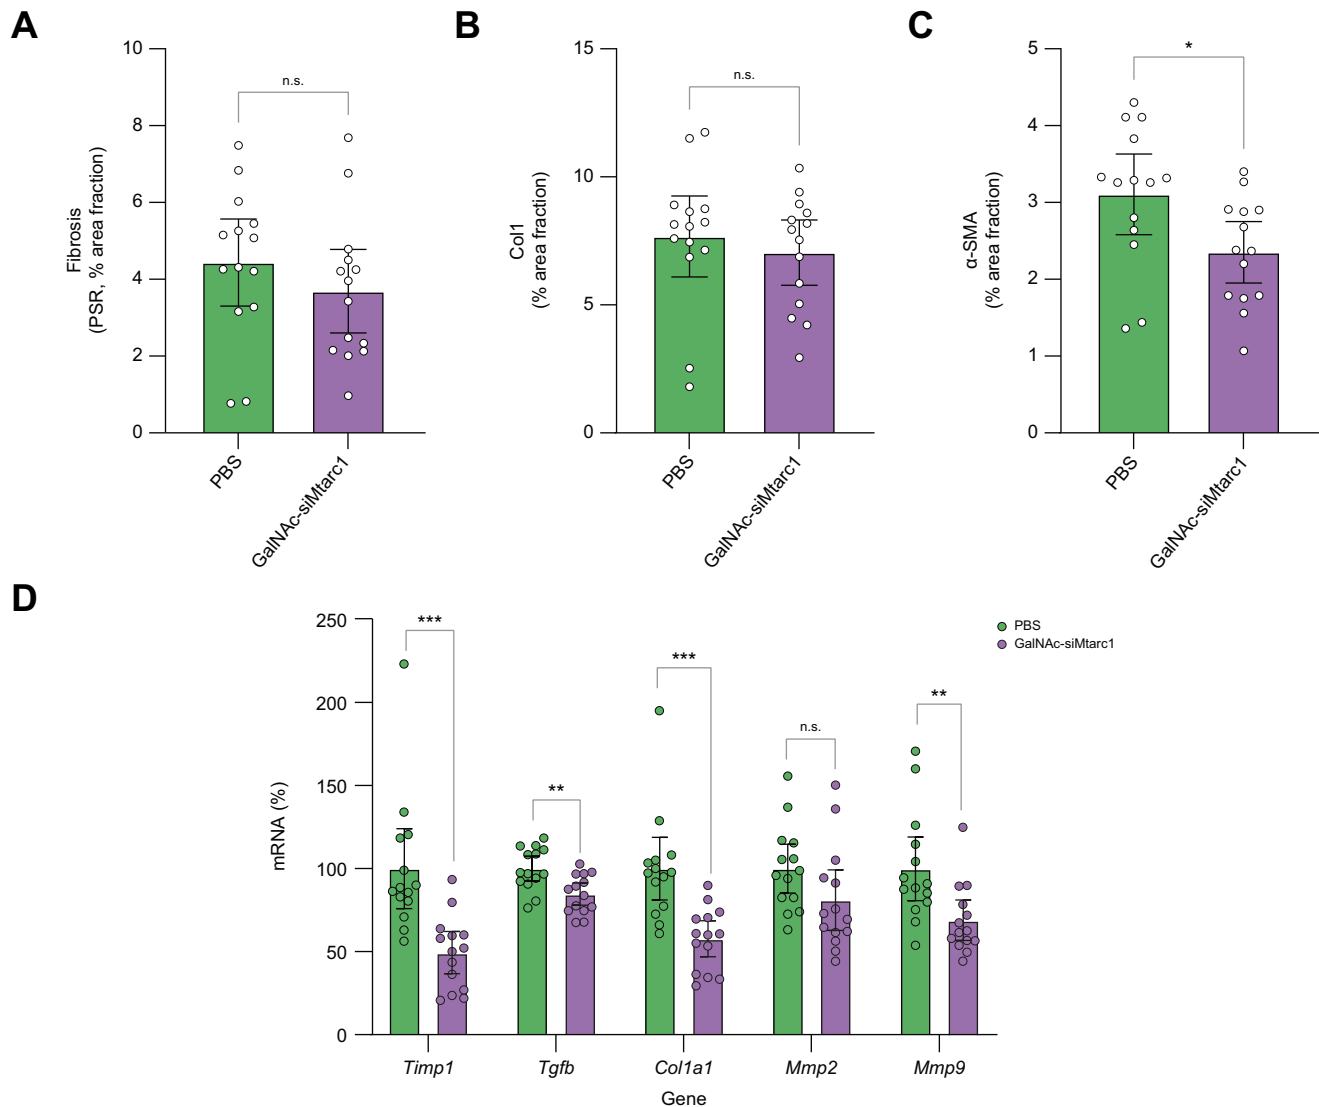 A
Fibrosis
(PSR, % area fraction)
10
8
6
4
2
0
n.s.
PBS
GalNAc-siMtarc1
B
Col1
(% area fraction)
15
10
5
0
n.s.
PBS
GalNAc-siMtarc1
C
α-SMA
(% area fraction)
5
4
3
2
1
0
*
PBS
GalNAc-siMtarc1
D
mRNA (%)
250
200
150
100
50
0
***
**
***
n.s.
**
PBS
GalNAc-siMtarc1
Timp1 Tgfb Col1a1 Mmp2 Mmp9
Gene